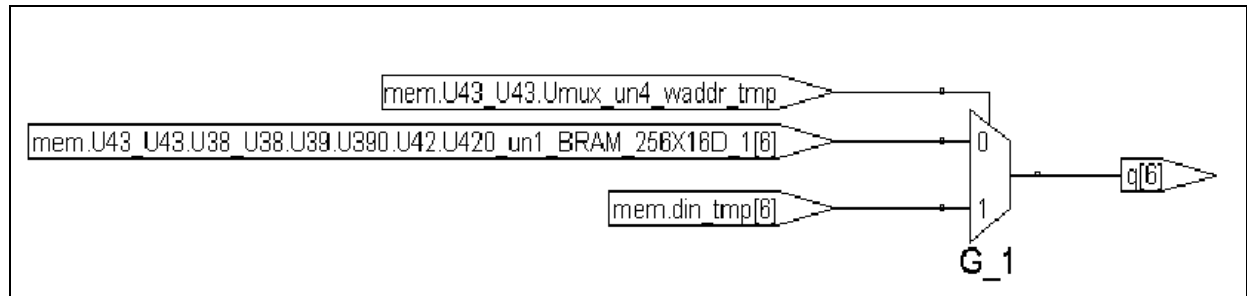 mem.U43_U43.Umux_un4_waddr_tmp
mem.U43_U43.U38_U38.U39.U390.U42.U420_un1_BRAM_256X16D_1[6]
0
q[6]
mem.din_tmp[6]
1
G_1